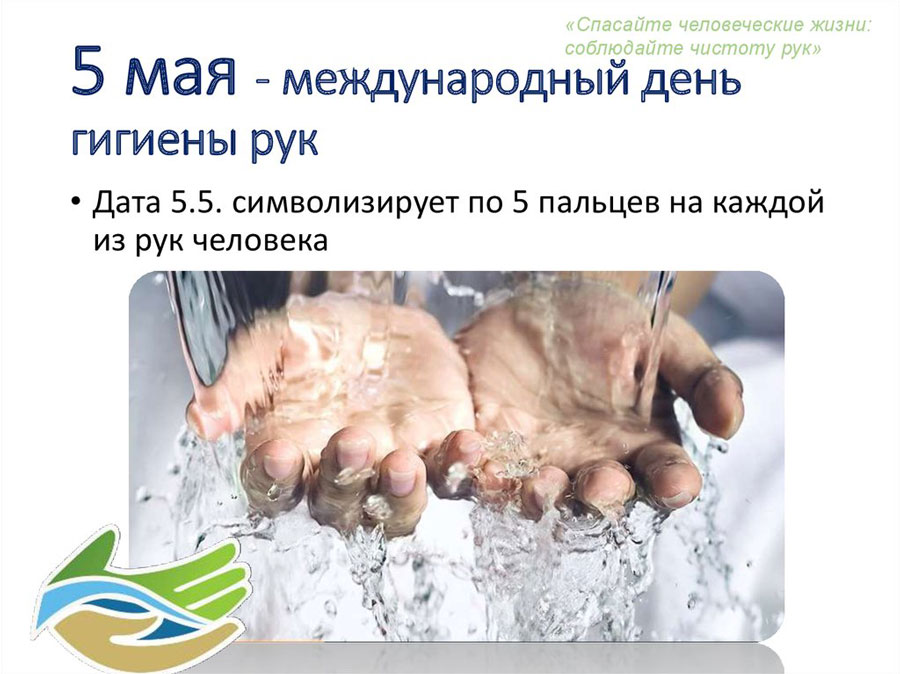 «Спасайте человеческие жизни:
соблюдайте чистоту рук»
5 мая - международный день
гигиены рук
• Дата 5.5. символизирует по 5 пальцев на каждой
из рук человека